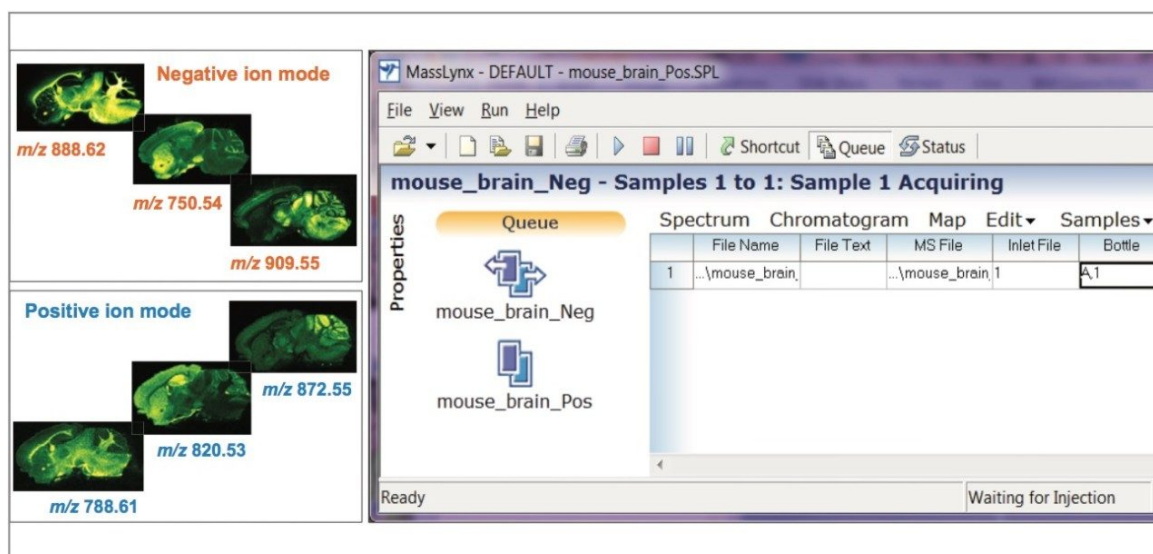 Negative ion mode
m/z 888.62
m/z 750.54
m/z 909.55
Positive ion mode
m/z 872.55
m/z 820.53
m/z 788.61
MassLynx - DEFAULT - mouse_brain_Pos.SPL
File View Run Help
Shortcut Queue Status
mouse_brain_Neg - Samples 1 to 1: Sample 1 Acquiring
Properties
Queue
mouse_brain_Neg
mouse_brain_Pos
Spectrum Chromatogram Map Edit Samples
File Name File Text MS File Inlet File Bottle
1 ...\mouse_brain_ ...\mouse_brain_ 1 A,1
Ready Waiting for Injection